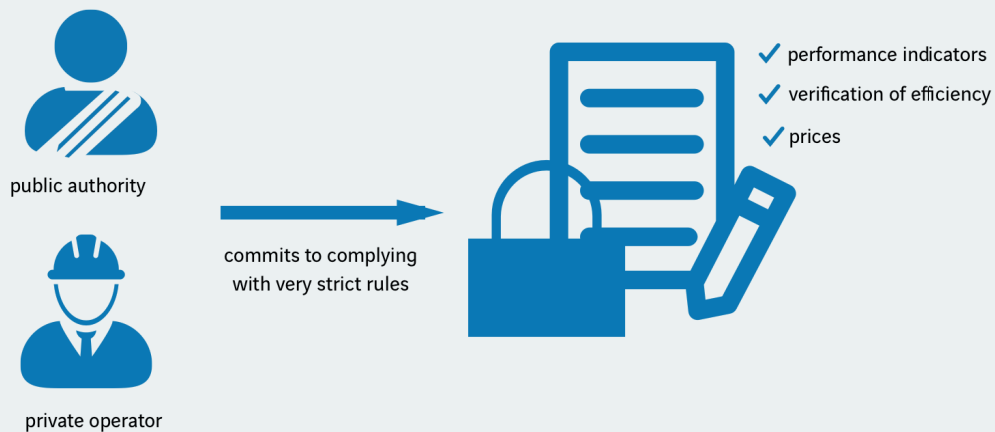 public authority
private operator
commits to complying
with very strict rules
performance indicators
verification of efficiency
prices